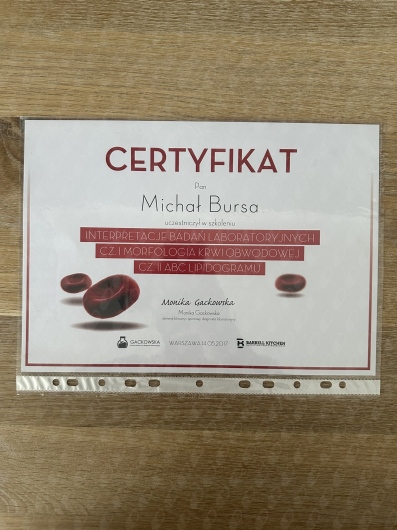 CERTYFIKAT
Pan
Michał Bursa
uczestniczył w szkoleniu
INTERPRETACJE BADAŃ LABORATORYJNYCH
CZ. I MORFOLOGIA KRWI OBWODOWEJ
CZ. II ABC LIPIDOGRAMU
Monika Gackowska
Monika Gackowska
GACKOWSKA
WARSZAWA 14.05.2017
BARBELL KITCHEN